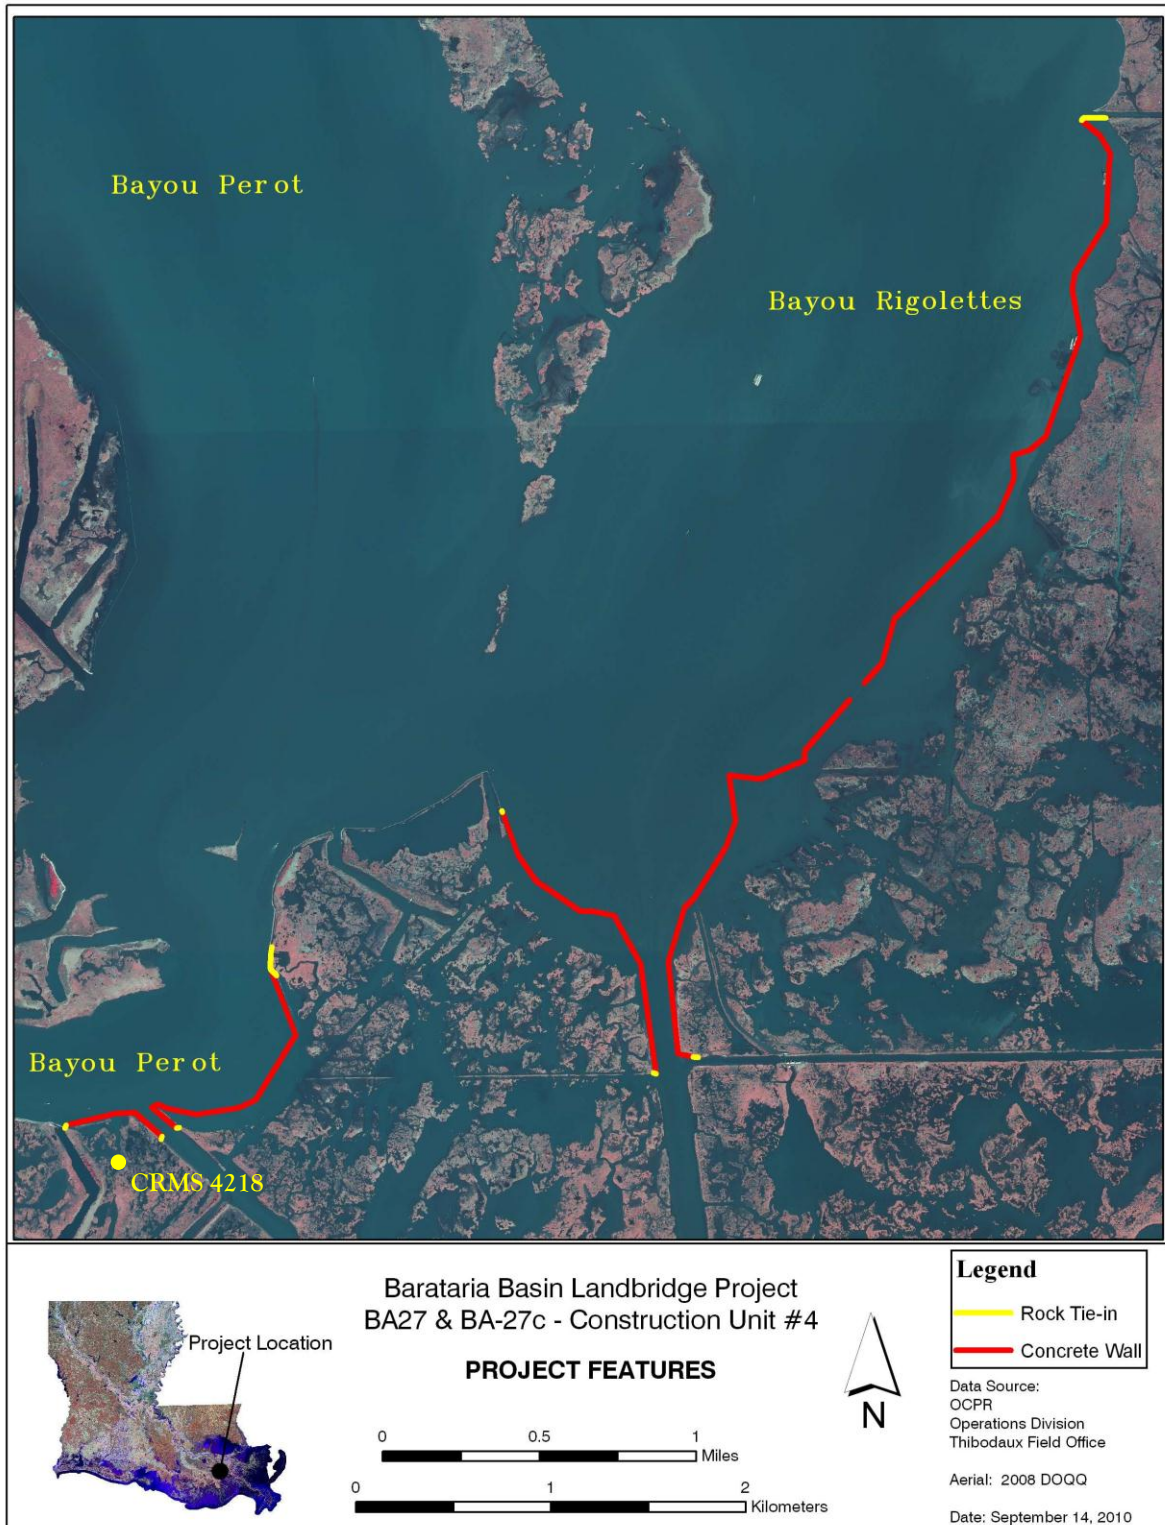 Bayou Perot
Bayou Rigolettes
Bayou Perot
CRMS 4218
Project Location
Barataria Basin Landbridge Project
BA27 & BA-27c - Construction Unit #4
PROJECT FEATURES
0 0.5 1
Miles
0 1 2
Kilometers
N
Legend
Rock Tie-in
Concrete Wall
Data Source:
OCPR
Operations Division
Thibodaux Field Office
Aerial: 2008 DOQQ
Date: September 14, 2010